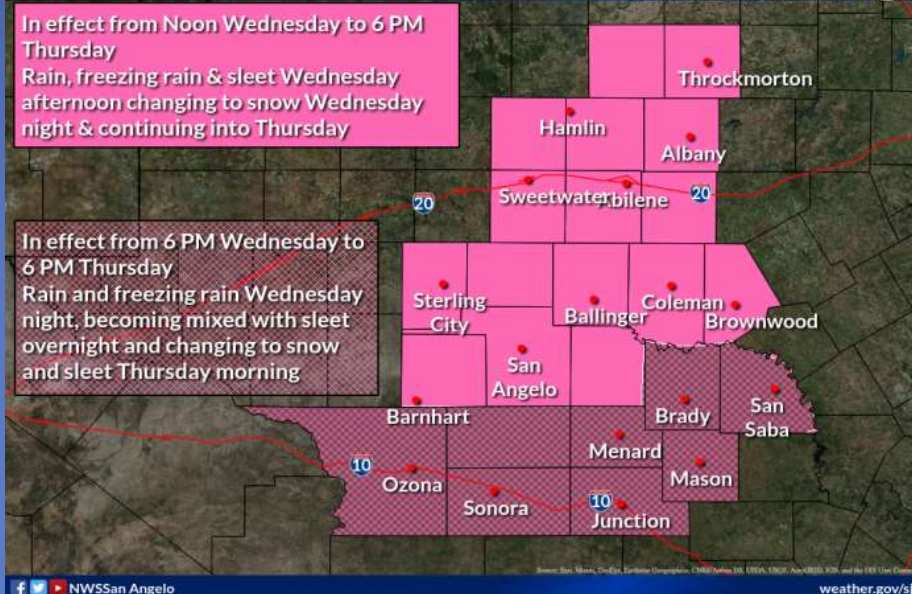 In effect from Noon Wednesday to 6 PM
Thursday
Rain, freezing rain & sleet Wednesday
afternoon changing to snow Wednesday
night & continuing into Thursday
Throckmorton
Hamlin
Albany
20
Sweetwater
Abilene
20
In effect from 6 PM Wednesday to
6 PM Thursday
Rain and freezing rain Wednesday
night, becoming mixed with sleet
overnight and changing to snow
and sleet Thursday morning
Sterling
City
Ballinger
Coleman
Brownwood
San
Angelo
Barnhart
Brady
San
Saba
Menard
10
Ozona
Mason
Sonora
10
Junction
NWSSan Angelo
weather.gov/sj